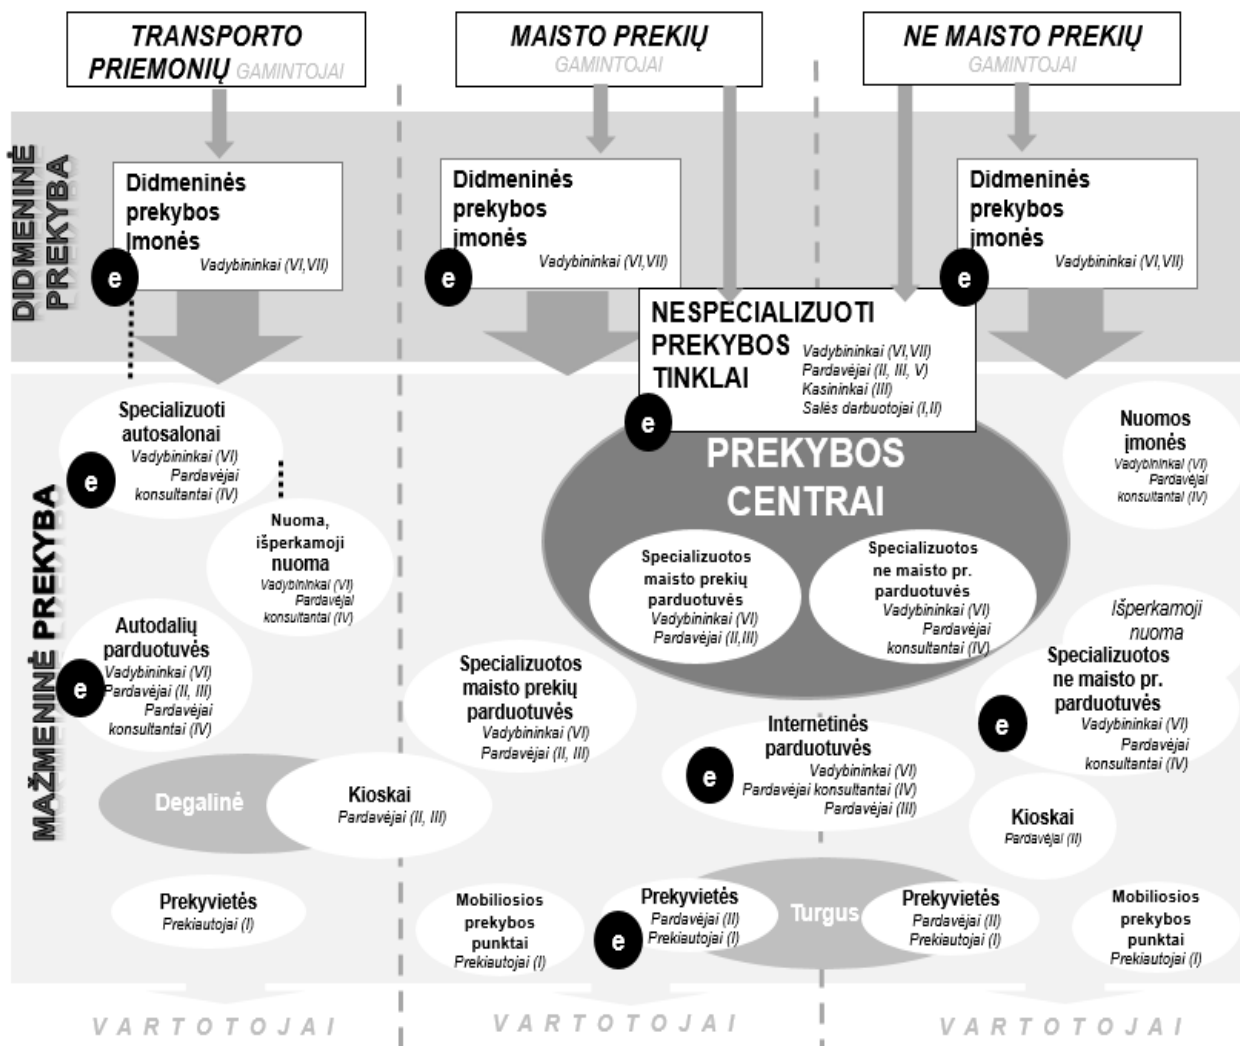 TRANSPORTO
PRIEMONIŲ GAMINTOJAI
MAISTO PREKIŲ
GAMINTOJAI
NE MAISTO PREKIŲ
GAMINTOJAI
DIDMENINĖ
PREKYBA
Didmeninės
prekybos
įmonės
Vadybininkai (VI,VII)
e
Didmeninės
prekybos
įmonės
Vadybininkai (VI,VII)
e
Didmeninės
prekybos
įmonės
Vadybininkai (VI,VII)
e
NESPECIALIZUOTI
PREKYBOS
TINKLAI
Vadybininkai (VI,VII)
Pardavėjai (II, III, V)
Kasininkai (III)
Salės darbuotojai (I,II)
e
MAŽMENINĖ PREKYBA
Specializuoti
autosalonai
Vadybininkai (VI)
Pardavėjai
konsultantai (IV)
e
Nuoma,
išperkamoji
nuoma
Vadybininkai (VI)
Pardavėjai
konsultantai (IV)
Autodalių
parduotuvės
Vadybininkai (VI)
Pardavėjai (II, III)
Pardavėjai
konsultantai (IV)
e
Degalinė
Kioskai
Pardavėjai (II, III)
Prekyvietės
Prekiautojai (I)
PREKYBOS
CENTRAI
Specializuotos
maisto prekių
parduotuvės
Vadybininkai (VI)
Pardavėjai (II,III)
Specializuotos
ne maisto pr.
parduotuvės
Vadybininkai (VI)
Pardavėjai
konsultantai (IV)
Nuomos
įmonės
Vadybininkai (VI)
Pardavėjai
konsultantai (IV)
Išperkamoji
nuoma
Specializuotos
ne maisto pr.
parduotuvės
Vadybininkai (VI)
Pardavėjai
konsultantai (IV)
e
Specializuotos
maisto prekių
parduotuvės
Vadybininkai (VI)
Pardavėjai (II, III)
Internetinės
parduotuvės
Vadybininkai (VI)
Pardavėjai konsultantai (IV)
Pardavėjai (III)
e
Kioskai
Pardavėjai (II)
Mobiliosios
prekybos
punktai
Prekiautojai (I)
Prekyvietės
Pardavėjai (II)
Prekiautojai (I)
e
Turgus
Prekyvietės
Pardavėjai (II)
Prekiautojai (I)
Mobiliosios
prekybos
punktai
Prekiautojai (I)
VARTOTOJAI
VARTOTOJAI
VARTOTOJAI